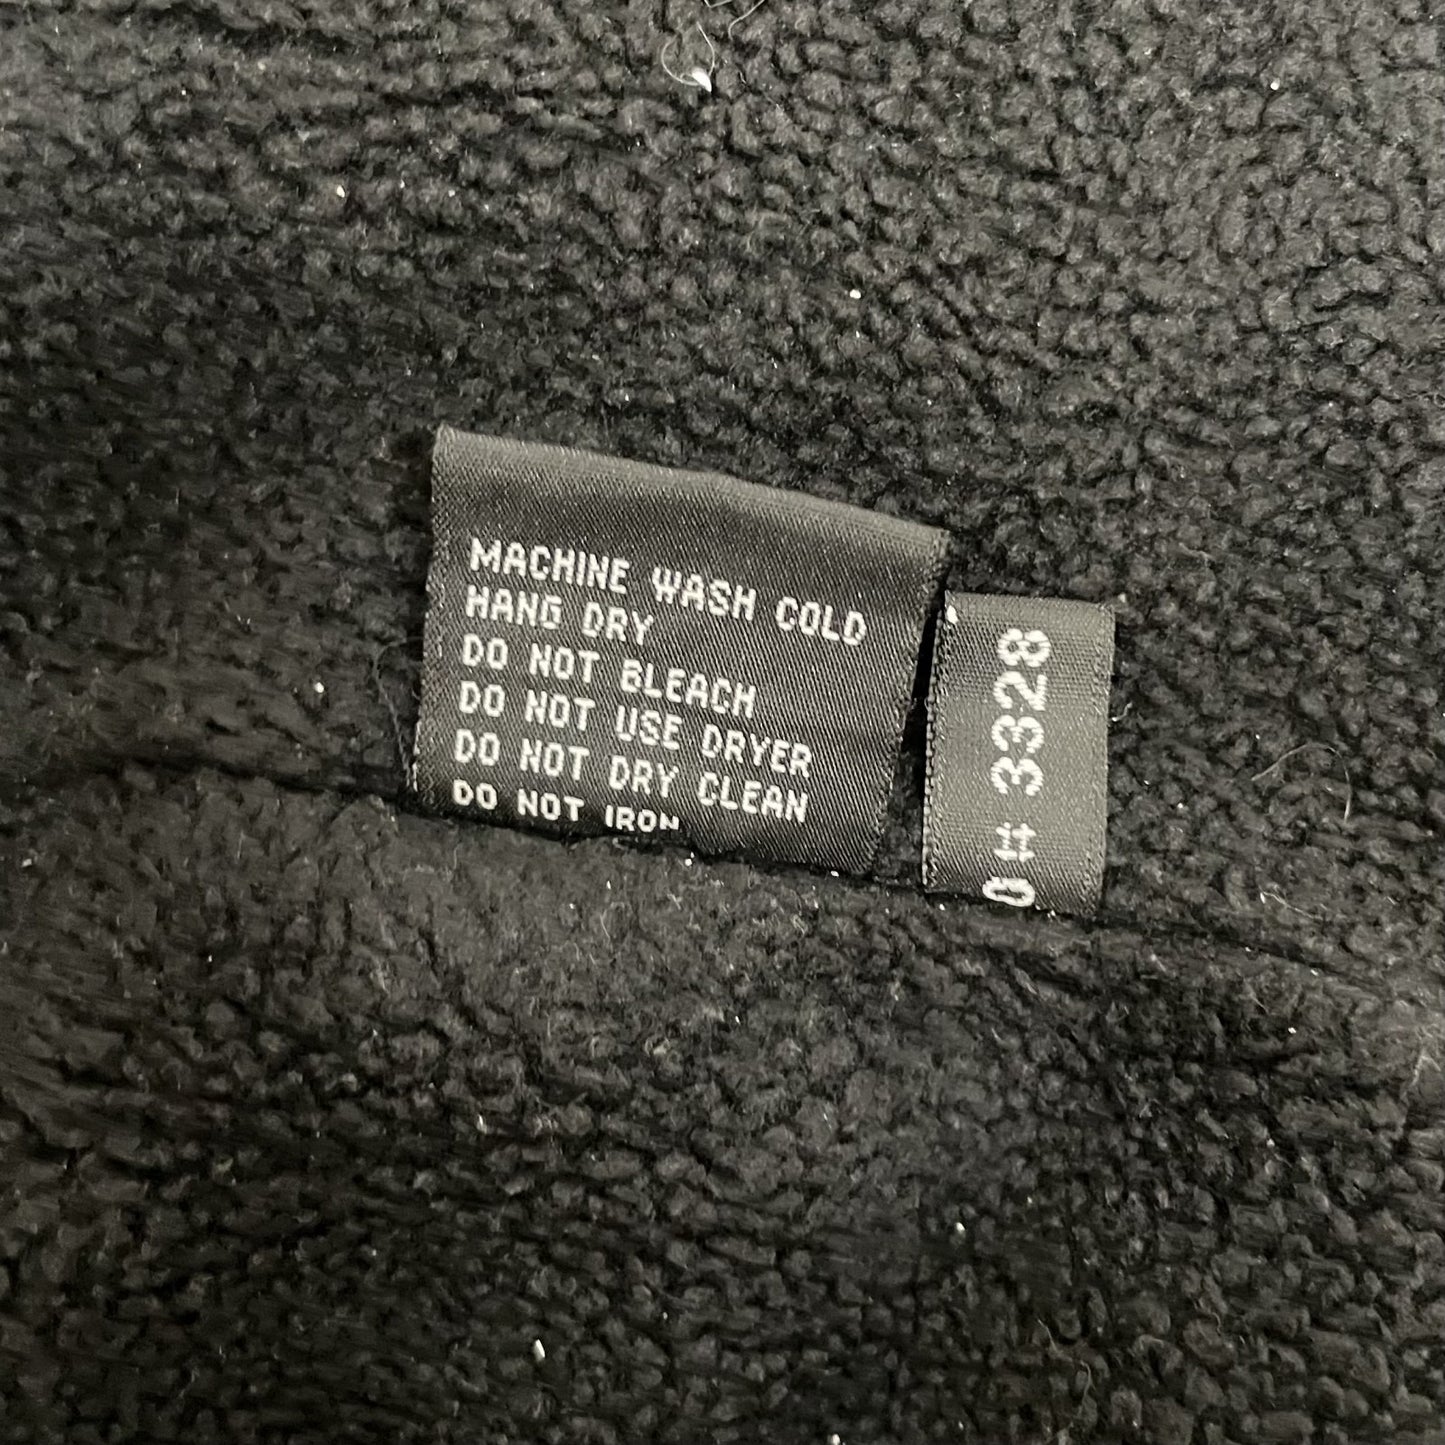 MACHINE WASH COLD
HANG DRY
DO NOT BLEACH
DO NOT USE DRYER
DO NOT DRY CLEAN
DO NOT IRON
# 3328